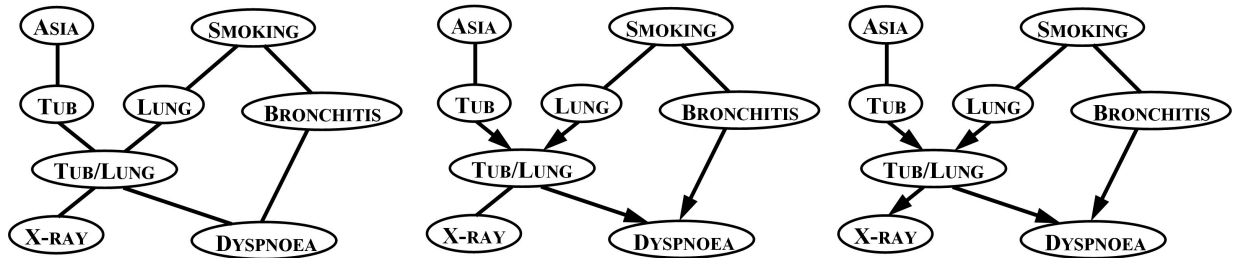 ASIA
SMOKING
TUB
LUNG
BRONCHITIS
TUB/LUNG
X-RAY
DYSPNOEA
ASIA
SMOKING
TUB
LUNG
BRONCHITIS
TUB/LUNG
X-RAY
DYSPNOEA
ASIA
SMOKING
TUB
LUNG
BRONCHITIS
TUB/LUNG
X-RAY
DYSPNOEA